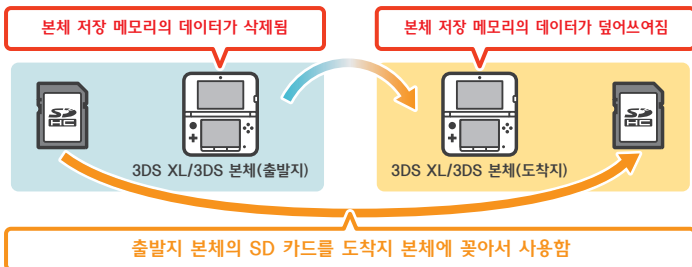 본체 저장 메모리의 데이터가 삭제됨
본체 저장 메모리의 데이터가 덮어쓰여짐
SD
HC
SD
HC
3DS XL/3DS 본체(출발지)
3DS XL/3DS 본체(도착지)
출발지 본체의 SD 카드를 도착지 본체에 꽂아서 사용함